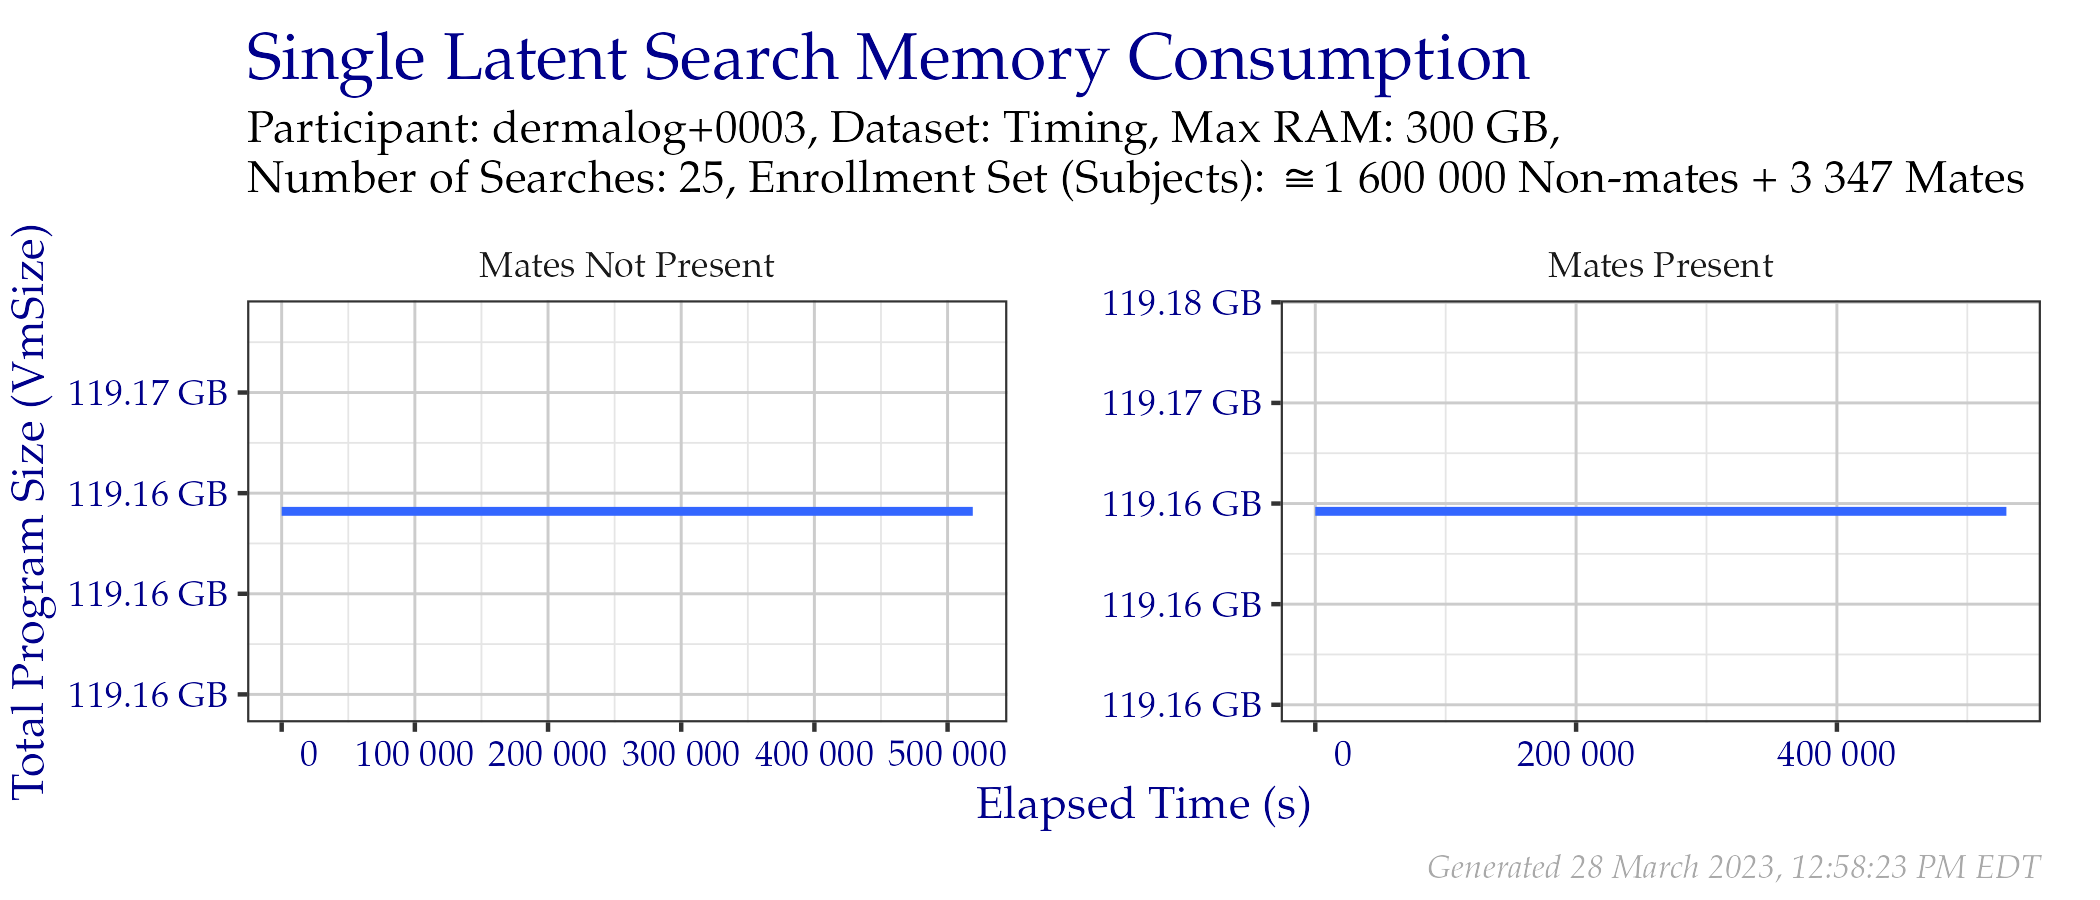 Single Latent Search Memory Consumption
Participant: dermalog+0003, Dataset: Timing, Max RAM: 300 GB,
Number of Searches: 25, Enrollment Set (Subjects): ≅ 1 600 000 Non-mates + 3 347 Mates
Total Program Size (VmSize)
Mates Not Present
119.17 GB
119.16 GB
119.16 GB
119.16 GB
0 100 000 200 000 300 000 400 000 500 000
Mates Present
119.18 GB
119.17 GB
119.16 GB
119.16 GB
119.16 GB
0 200 000 400 000
Elapsed Time (s)
Generated 28 March 2023, 12:58:23 PM EDT